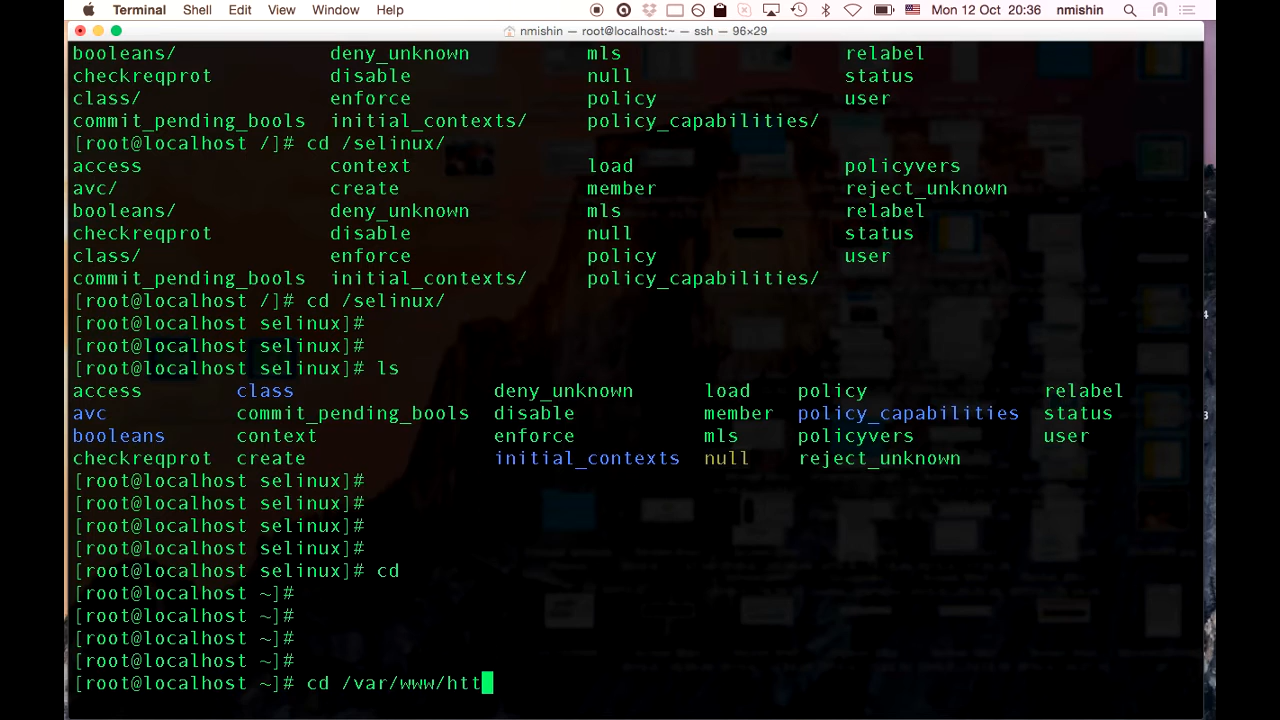 Terminal Shell Edit View Window Help Mon 12 Oct 20:36 nmishin
nmishin — root@localhost:~ — ssh — 96×29
booleans/ deny_unknown mls relabel
checkreqprot disable null status
class/ enforce policy user
commit_pending_bools initial_contexts/ policy_capabilities/
[root@localhost /]# cd /selinux/
access context load policyvers
avc/ create member reject_unknown
booleans/ deny_unknown mls relabel
checkreqprot disable null status
class/ enforce policy user
commit_pending_bools initial_contexts/ policy_capabilities/
[root@localhost /]# cd /selinux/
[root@localhost selinux]#
[root@localhost selinux]#
[root@localhost selinux]# ls
access class deny_unknown load policy relabel
avc commit_pending_bools disable member policy_capabilities status
booleans context enforce mls policyvers user
checkreqprot create initial_contexts null reject_unknown
[root@localhost selinux]#
[root@localhost selinux]#
[root@localhost selinux]#
[root@localhost selinux]#
[root@localhost selinux]# cd
[root@localhost ~]#
[root@localhost ~]#
[root@localhost ~]#
[root@localhost ~]#
[root@localhost ~]# cd /var/www/htt